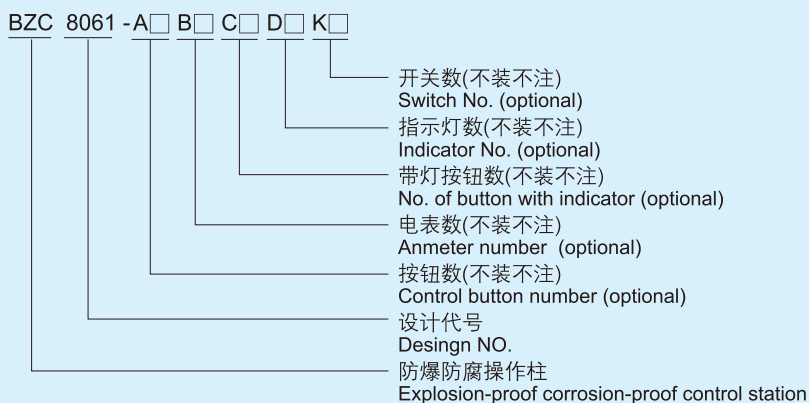 BZC 8061 -A□ B□ C□ D□ K□
开关数(不装不注)
Switch No. (optional)
指示灯数(不装不注)
Indicator No. (optional)
带灯按钮数(不装不注)
No. of button with indicator (optional)
电表数(不装不注)
Anmeter number (optional)
按钮数(不装不注)
Control button number (optional)
设计代号
Desingn NO.
防爆防腐操作柱
Explosion-proof corrosion-proof control station